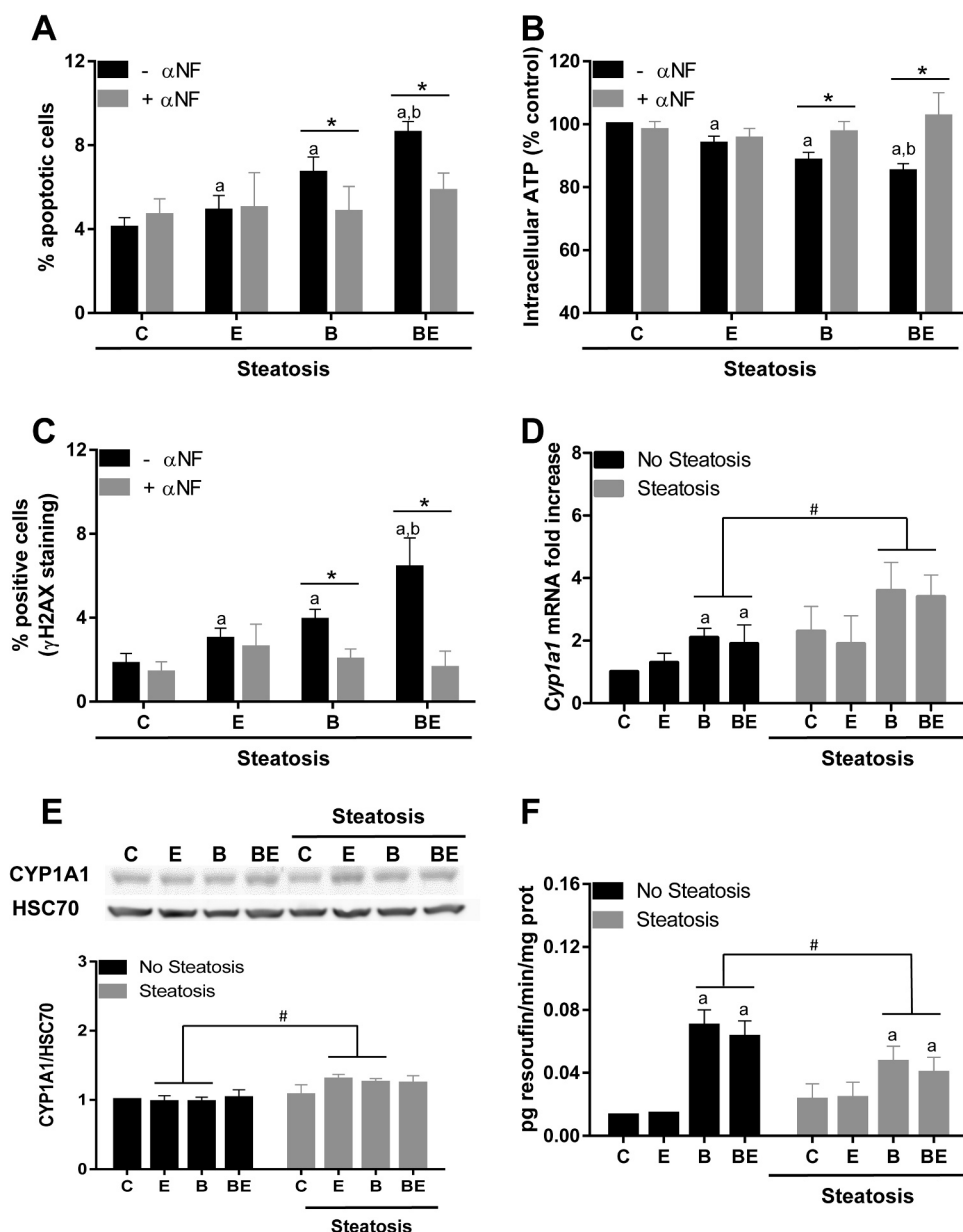 A
% apoptotic cells
12
8
4
0
- αNF
+ αNF
a
a
*
a,b
*
C E B BE
Steatosis
B
Intracellular ATP (% control)
120
100
80
60
40
- αNF
+ αNF
a
a
*
a,b
*
C E B BE
Steatosis
C
% positive cells
(γH2AX staining)
12
8
4
0
- αNF
+ αNF
a
a
*
a,b
*
C E B BE
Steatosis
D
Cyp1a1 mRNA fold increase
8
6
4
2
0
No Steatosis
Steatosis
#
a a
C E B BE C E B BE
Steatosis
E
Steatosis
C E B BE C E B BE
CYP1A1
HSC70
CYP1A1/HSC70
3
2
1
0
No Steatosis
Steatosis
#
C E B BE C E B BE
Steatosis
F
pg resorufin/min/mg prot
0.16
0.12
0.08
0.04
0.00
No Steatosis
Steatosis
#
a a a a
C E B BE C E B BE
Steatosis